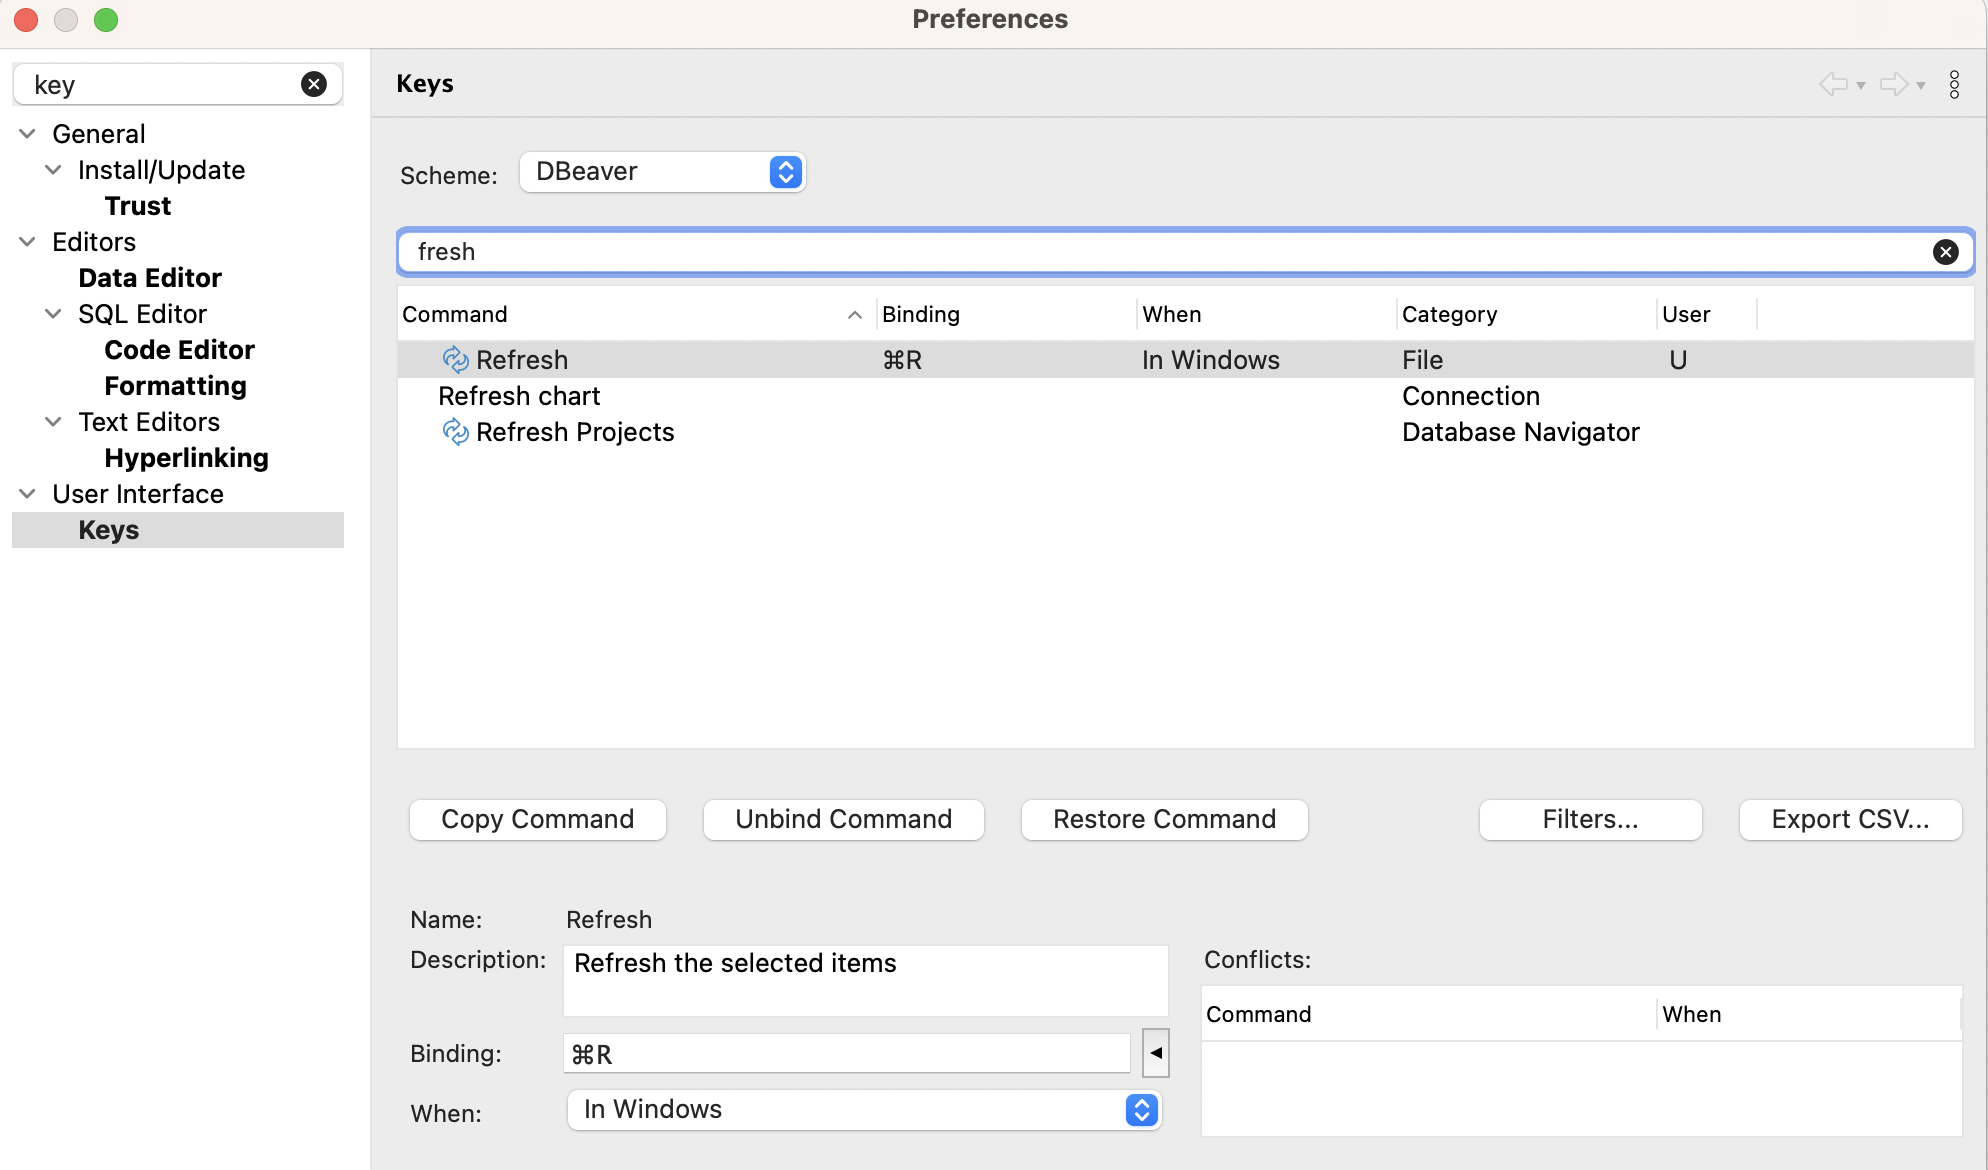 Preferences
key
General
Install/Update
Trust
Editors
Data Editor
SQL Editor
Code Editor
Formatting
Text Editors
Hyperlinking
User Interface
Keys
Keys
Scheme: DBeaver
fresh
Command Binding When Category User
Refresh ⌘R In Windows File U
Refresh chart Connection
Refresh Projects Database Navigator
Copy Command Unbind Command Restore Command Filters... Export CSV...
Name: Refresh
Description: Refresh the selected items
Binding: ⌘R
When: In Windows
Conflicts:
Command When